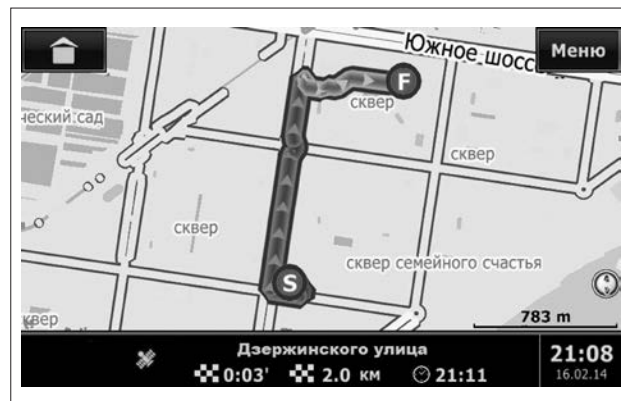 Южное шосс
Меню
F
ческий сад
сквер
сквер
сквер
S
сквер семейного счастья
сквер
783 m
Дзержинского улица
0:03' 2.0 км 21:11
21:08
16.02.14